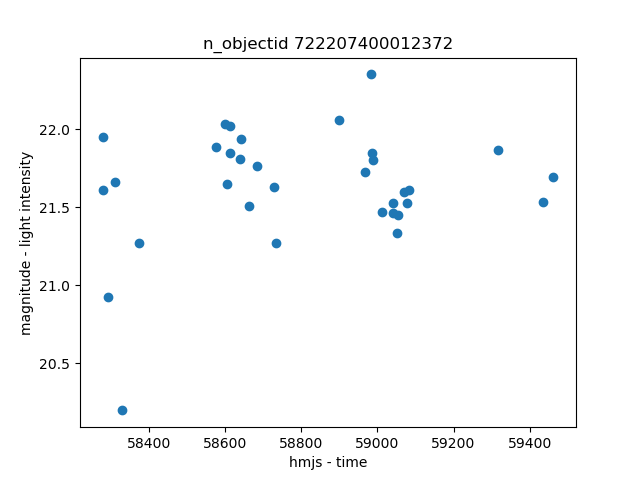 n_objectid 722207400012372
magnitude - light intensity
22.0
21.5
21.0
20.5
58400 58600 58800 59000 59200 59400
hmjs - time